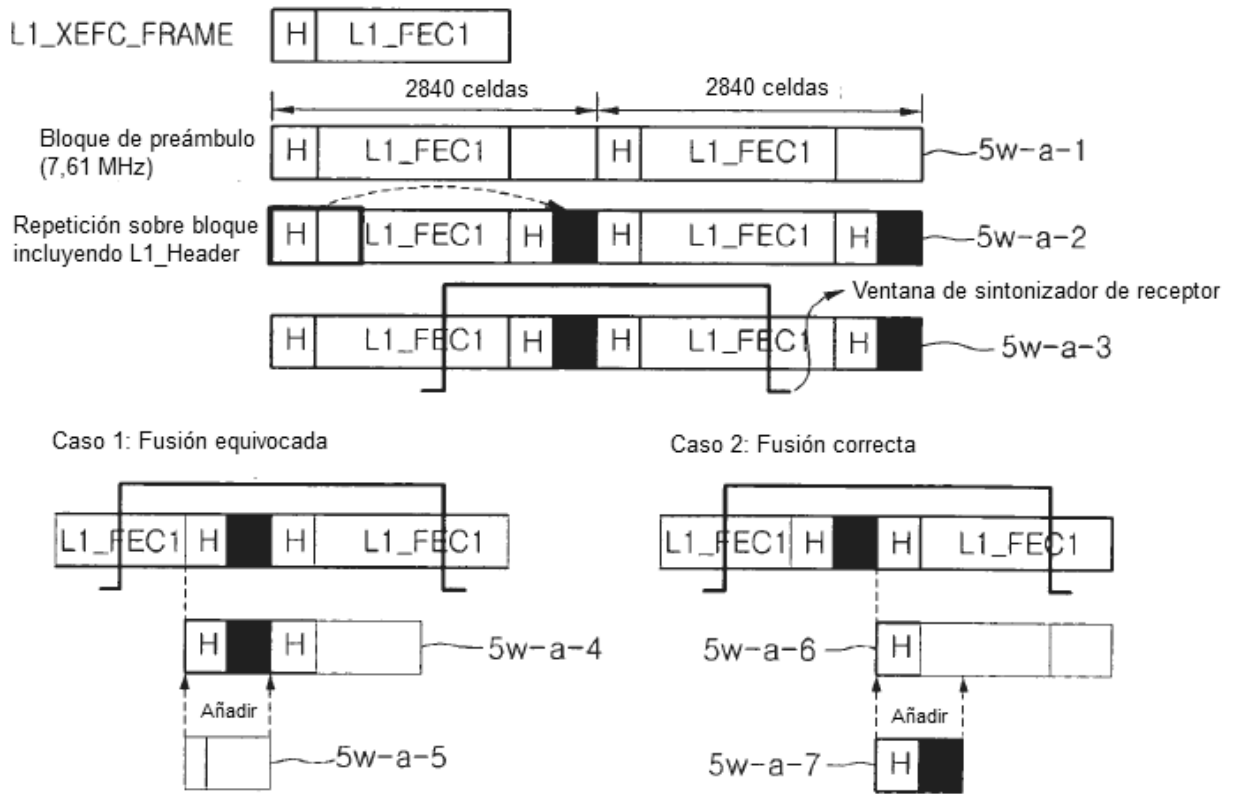 L1_XEFC_FRAME H L1_FEC1
2840 celdas 2840 celdas
Bloque de preámbulo
(7,61 MHz)
H L1_FEC1 H L1_FEC1 5w-a-1
Repetición sobre bloque
incluyendo L1_Header
H L1_FEC1 H H L1_FEC1 H 5w-a-2
Ventana de sintonizador de receptor
H L1_FEC1 H H L1_FEC1 H 5w-a-3
Caso 1: Fusión equivocada
L1_FEC1 H H L1_FEC1
H H 5w-a-4
Añadir
5w-a-5
Caso 2: Fusión correcta
L1_FEC1 H H L1_FEC1
5w-a-6 H
Añadir
5w-a-7 H